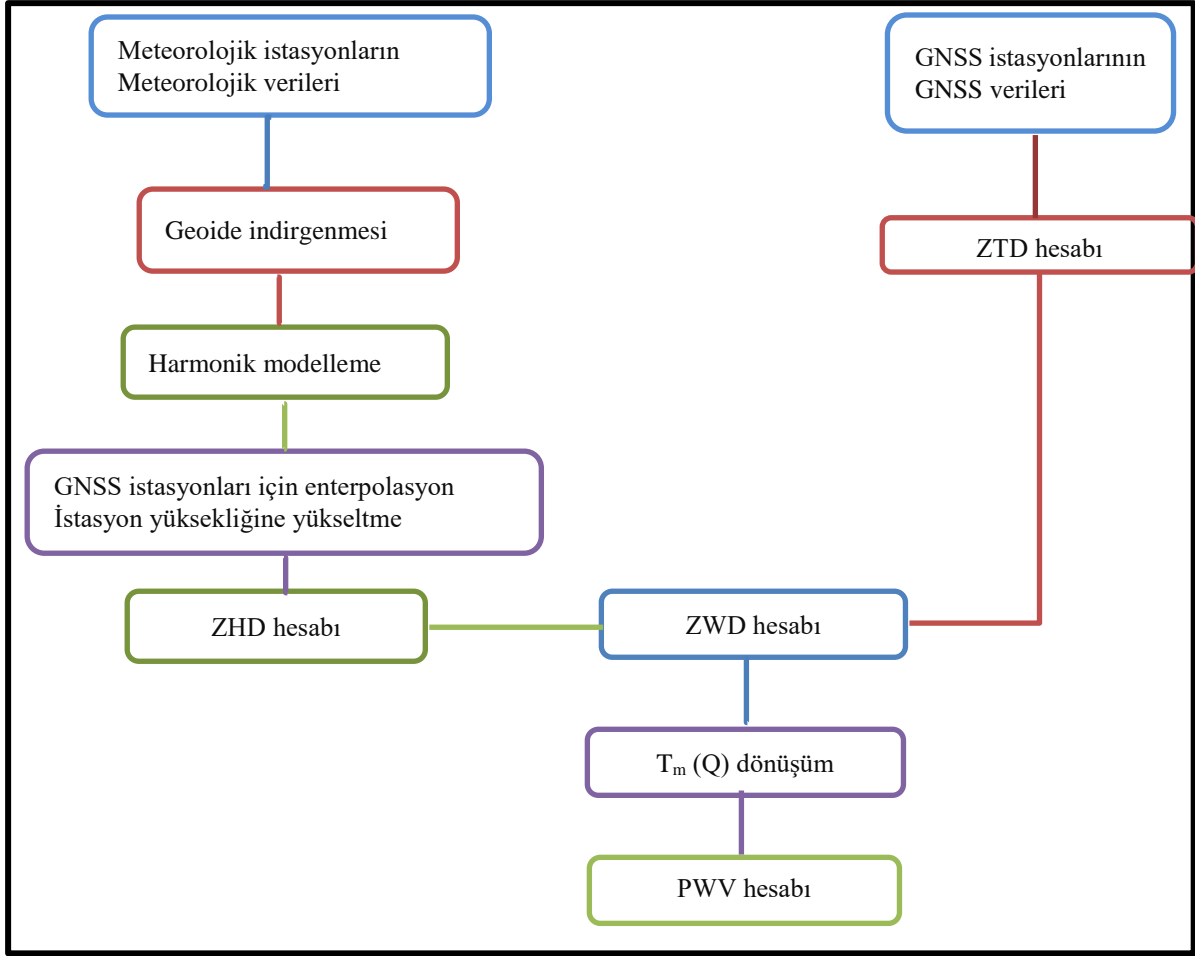 Meteorolojik istasyonların
Meteorolojik verileri
GNSS istasyonlarının
GNSS verileri
Geoide indirgenmesi
ZTD hesabı
Harmonik modelleme
GNSS istasyonları için enterpolasyon
İstasyon yüksekliğine yükseltme
ZHD hesabı
ZWD hesabı
Tm (Q) dönüşüm
PWV hesabı